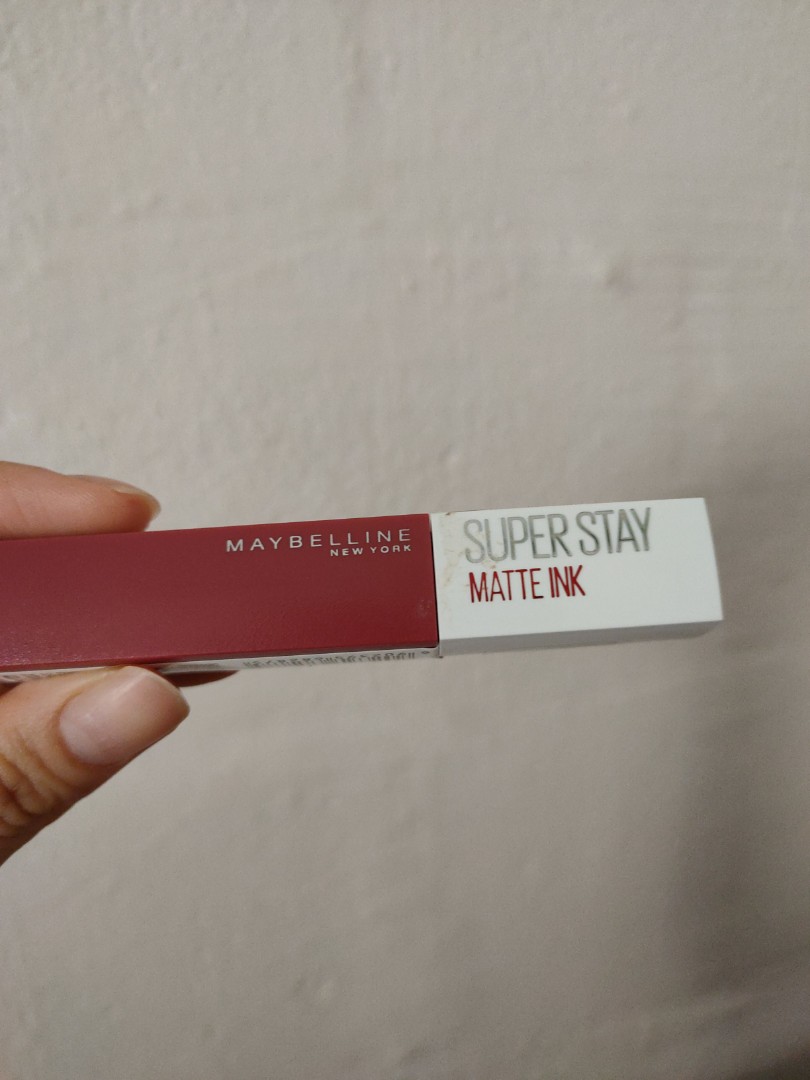 MAYBELLINE
NEW YORK
SUPER STAY
MATTE INK